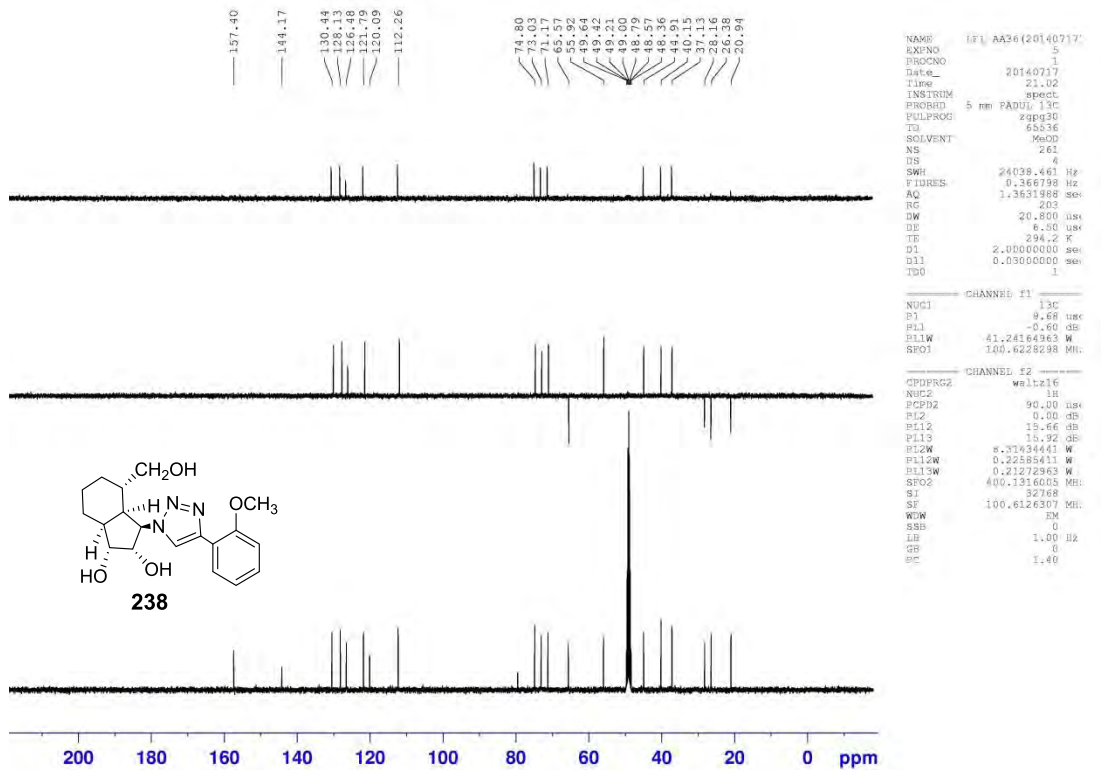 157.40
144.17
130.44
128.13
126.48
121.79
120.09
112.26
74.80
73.03
71.17
65.57
55.92
49.64
49.42
49.21
49.00
48.79
48.57
48.36
44.91
40.15
37.13
28.16
26.38
20.94
NAME AA36(20140717
EXPNO 5
PROCNO 1
Date_ 20140717
Time 21.02
INSTRUM spect
PROBHD 5 mm PADUL 13C
PULPROG zgpg30
TD 65536
SOLVENT MeOD
NS 261
DS 4
SWH 24038.461 Hz
FIDRES 0.366798 Hz
AQ 1.3631988 sec
RG 203
DW 20.800 use
DE 6.50 use
TE 294.2 K
D1 2.00000000 sec
D11 0.03000000 sec
TD0 1
CHANNEL f1
NUC1 13C
P1 9.68 use
PL1 -0.60 dB
PL1W 41.24164963 W
SFO1 100.6228298 MH
CHANNEL f2
CPDPRG2 waltz16
NUC2 1H
PCPD2 90.00 use
PL2 0.00 dB
PL12 15.66 dB
PL13 15.92 dB
PL2W 8.31434441 W
PL12W 0.22585411 W
PL13W 0.21272963 W
SFO2 400.1316005 MH
SI 32768
SF 100.6126307 MH
WDW EM
SSB 0
LB 1.00 Hz
GB 0
PC 1.40
CH2OH
H
N
N
N
OCH3
H
HO
OH
238
200 180 160 140 120 100 80 60 40 20 0 ppm